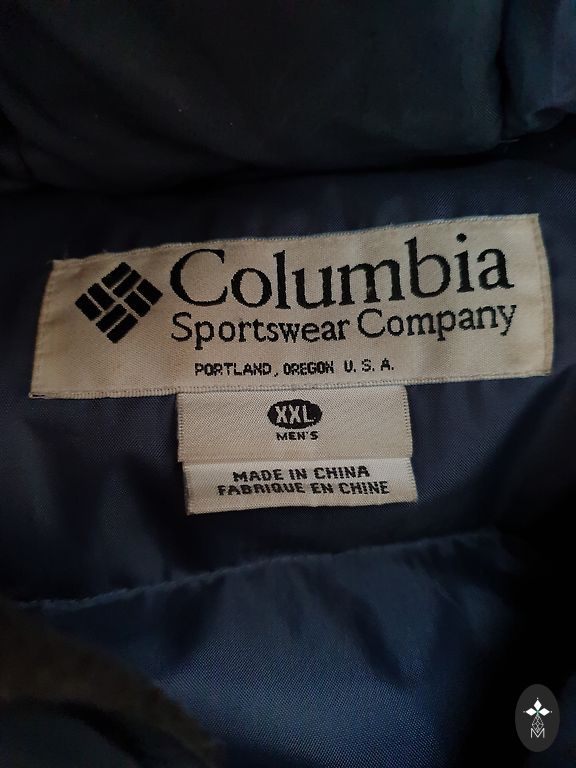 Columbia
Sportswear Company
PORTLAND, OREGON U.S.A.
XXL
MEN'S
MADE IN CHINA
FABRIQUE EN CHINE
M